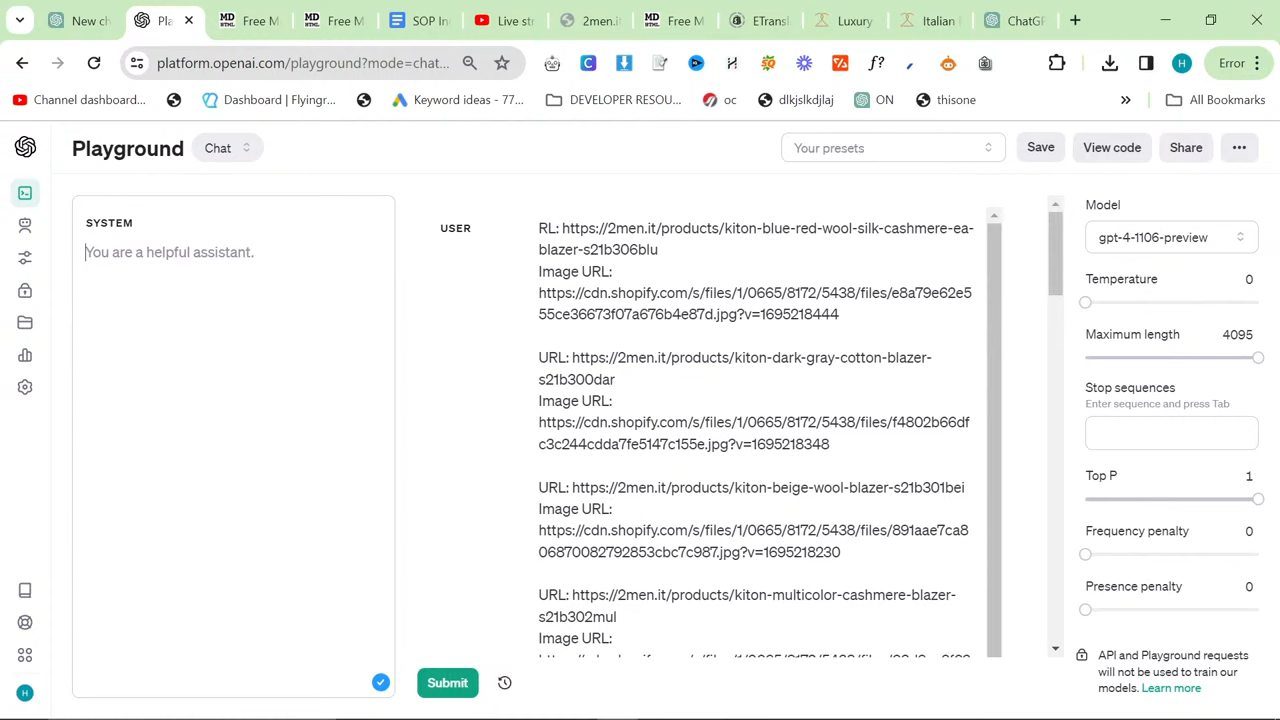 New ch
Pla
Free M
Free M
SOP In
Live st
2men.it
Free M
ETransl
Luxury
Italian
ChatGP
platform.openai.com/playground?mode=chat...
Error
Channel dashboard...
Dashboard | Flyingr...
Keyword ideas - 77...
DEVELOPER RESOU...
oc
dlkjslkdjlaj
ON
thisone
All Bookmarks
Playground
Chat
Your presets
Save
View code
Share
SYSTEM
You are a helpful assistant.
USER
RL: https://2men.it/products/kiton-blue-red-wool-silk-cashmere-ea-
blazer-s21b306blu
Image URL:
https://cdn.shopify.com/s/files/1/0665/8172/5438/files/e8a79e62e5
55ce36673f07a676b4e87d.jpg?v=1695218444
URL: https://2men.it/products/kiton-dark-gray-cotton-blazer-
s21b300dar
Image URL:
https://cdn.shopify.com/s/files/1/0665/8172/5438/files/f4802b66df
c3c244cdda7fe5147c155e.jpg?v=1695218348
URL: https://2men.it/products/kiton-beige-wool-blazer-s21b301bei
Image URL:
https://cdn.shopify.com/s/files/1/0665/8172/5438/files/891aae7ca8
06870082792853cbc7c987.jpg?v=1695218230
URL: https://2men.it/products/kiton-multicolor-cashmere-blazer-
s21b302mul
Image URL:
Submit
Model
gpt-4-1106-preview
Temperature 0
Maximum length 4095
Stop sequences
Enter sequence and press Tab
Top P 1
Frequency penalty 0
Presence penalty 0
API and Playground requests
will not be used to train our
models. Learn more